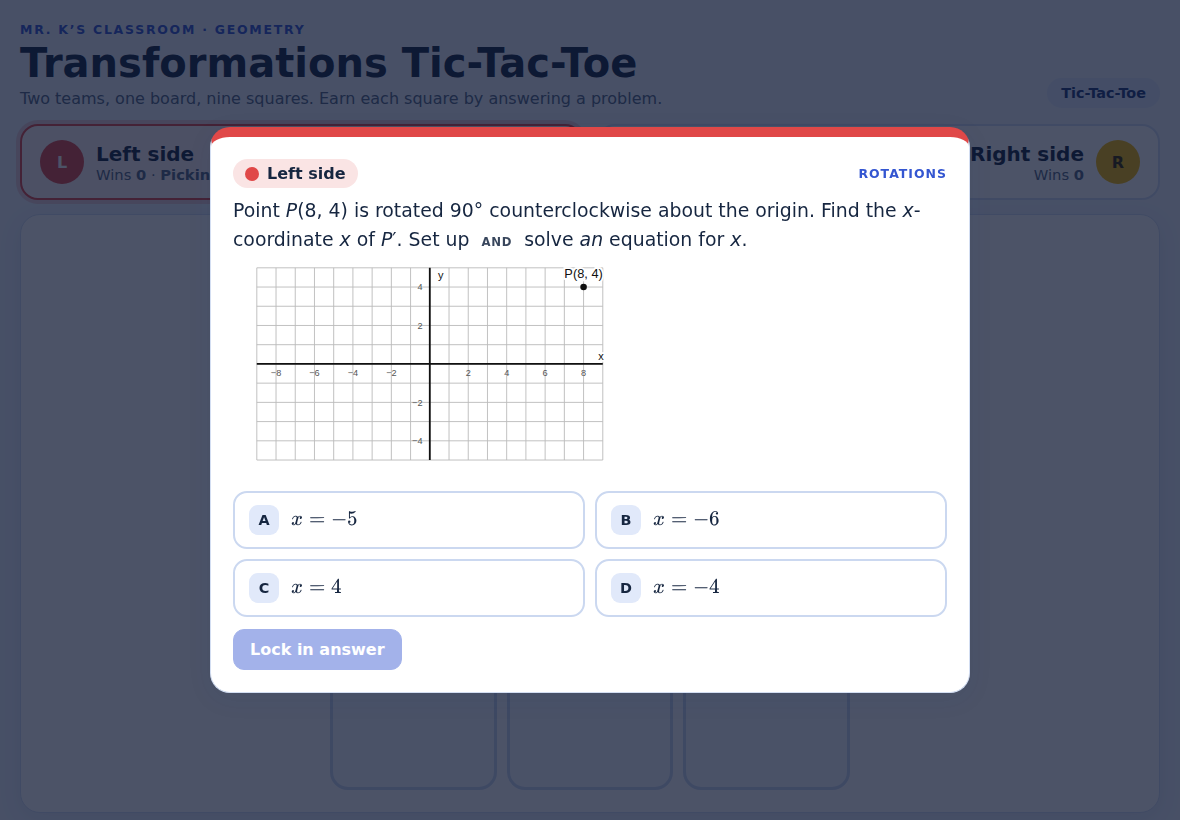 MR. K’S CLASSROOM · GEOMETRY
Transformations Tic-Tac-Toe
Two teams, one board, nine squares. Earn each square by answering a problem.
Tic-Tac-Toe
L
Left side
Wins 0 · Pickin
Right side
Wins 0
R
Left side
ROTATIONS
Point P(8, 4) is rotated 90° counterclockwise about the origin. Find the x-
coordinate x of P′. Set up AND solve an equation for x.
y
P(8, 4)
4
2
x
−8 −6 −4 −2 2 4 6 8
−2
−4
A x = −5
B x = −6
C x = 4
D x = −4
Lock in answer